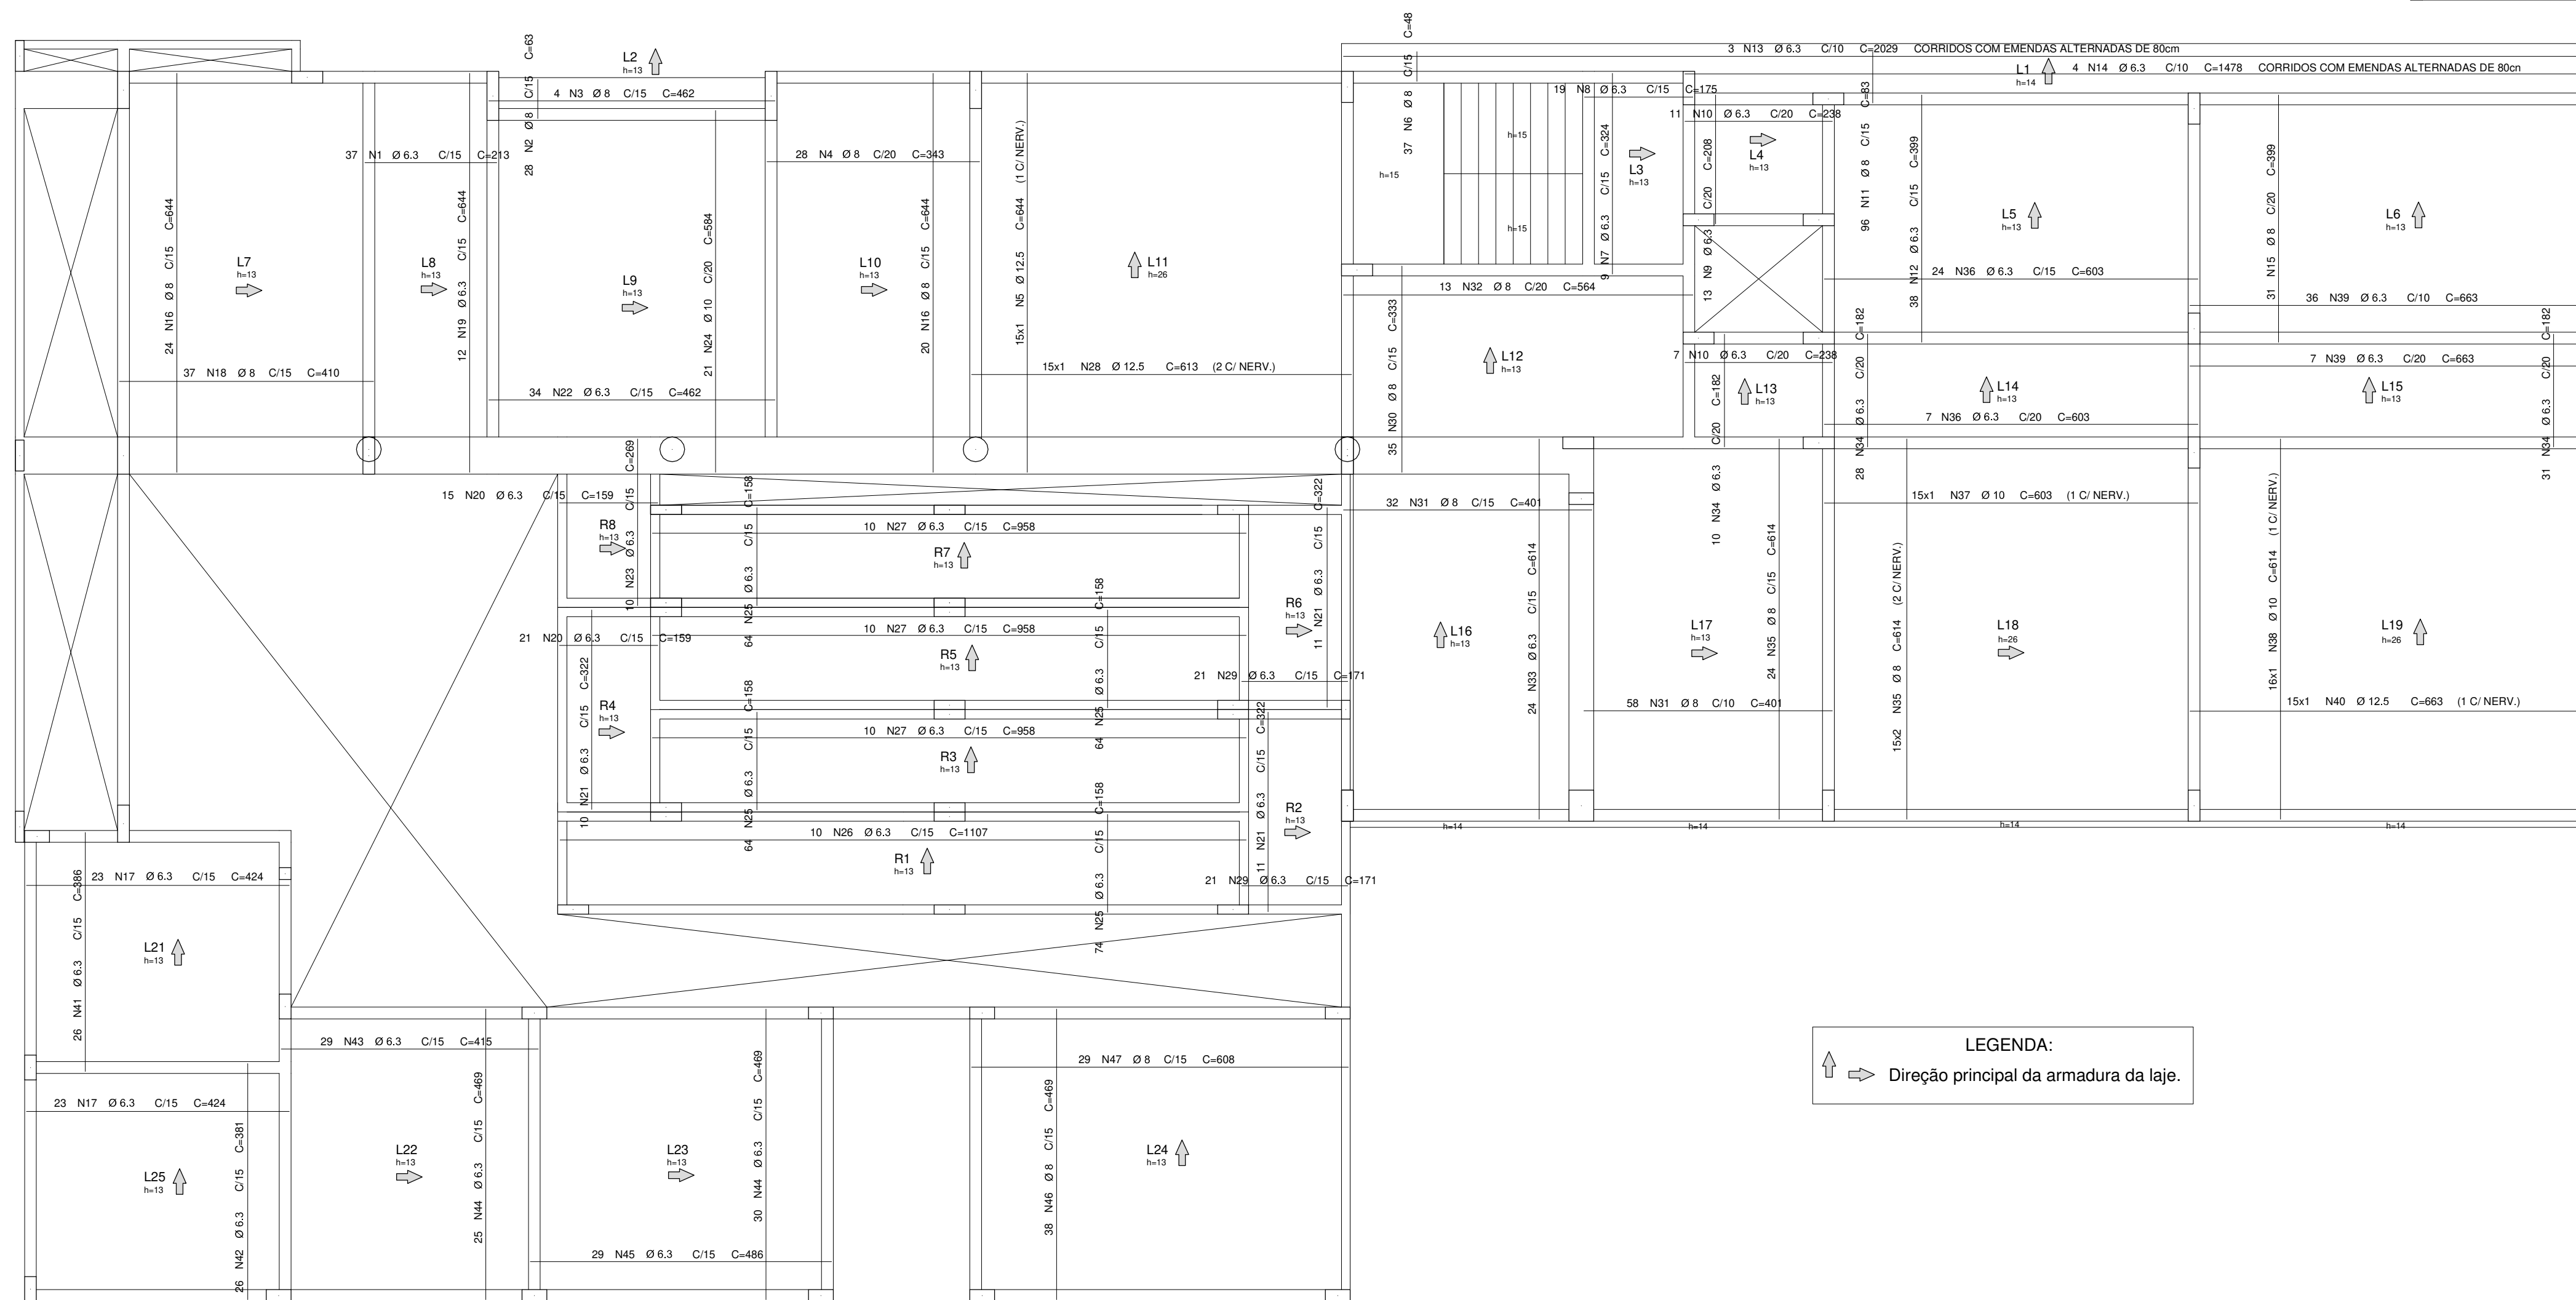 3 N13 Ø 6.3 C/10 C=2029 CORRIDOS COM EMENDAS ALTERNADAS DE 80cm
L1
h=14
4 N14 Ø 6.3 C/10 C=1478 CORRIDOS COM EMENDAS ALTERNADAS DE 80cm
L2
h=13
28 N2 Ø 8 C/15 C=63
4 N3 Ø 8 C/15 C=462
37 N6 Ø 8 C/15 C=48
19 N8 Ø 6.3 C/15 C=175
11 N10 Ø 6.3 C/20 C=238
96 N11 Ø 8 C/15 C=83
37 N1 Ø 6.3 C/15 C=213
28 N4 Ø 8 C/20 C=343
15x1 N5 Ø 12.5 C=644 (1 C/ NERV.)
h=15
h=15
h=15
9 N7 Ø 6.3 C/15 C=324
L3
h=13
13 N9 Ø 6.3 C/20 C=208
L4
h=13
38 N12 Ø 6.3 C/15 C=399
L5
h=13
31 N15 Ø 8 C/20 C=399
L6
h=13
24 N16 Ø 8 C/15 C=644
L7
h=13
L8
h=13
12 N19 Ø 6.3 C/15 C=644
L9
h=13
21 N24 Ø 10 C/20 C=584
L10
h=13
20 N16 Ø 8 C/15 C=644
L11
h=26
24 N36 Ø 6.3 C/15 C=603
13 N32 Ø 8 C/20 C=564
36 N39 Ø 6.3 C/10 C=663
37 N18 Ø 8 C/15 C=410
34 N22 Ø 6.3 C/15 C=462
15x1 N28 Ø 12.5 C=613 (2 C/ NERV.)
35 N30 Ø 8 C/15 C=333
L12
h=13
7 N10 Ø 6.3 C/20 C=238
10 N34 Ø 6.3 C/20 C=182
L13
h=13
28 N34 Ø 6.3 C/20 C=182
L14
h=13
7 N36 Ø 6.3 C/20 C=603
7 N39 Ø 6.3 C/20 C=663
L15
h=13
31 N34 Ø 6.3 C/20 C=182
15 N20 Ø 6.3 C/15 C=159
R8
h=13
10 N23 Ø 6.3 C/15 C=269
64 N25 Ø 6.3 C/15 C=158
10 N27 Ø 6.3 C/15 C=958
R7
h=13
11 N21 Ø 6.3 C/15 C=322
R6
h=13
32 N31 Ø 8 C/15 C=401
L16
h=13
24 N33 Ø 6.3 C/15 C=614
L17
h=13
24 N35 Ø 8 C/15 C=614
58 N31 Ø 8 C/10 C=401
15x1 N37 Ø 10 C=603 (1 C/ NERV.)
15x2 N35 Ø 8 C=614 (2 C/ NERV.)
L18
h=26
16x1 N38 Ø 10 C=614 (1 C/ NERV.)
L19
h=26
15x1 N40 Ø 12.5 C=663 (1 C/ NERV.)
21 N20 Ø 6.3 C/15 C=159
10 N27 Ø 6.3 C/15 C=958
R5
h=13
64 N25 Ø 6.3 C/15 C=158
21 N29 Ø 6.3 C/15 C=171
R4
h=13
10 N21 Ø 6.3 C/15 C=322
64 N25 Ø 6.3 C/15 C=158
10 N27 Ø 6.3 C/15 C=958
R3
h=13
11 N21 Ø 6.3 C/15 C=322
R2
h=13
10 N26 Ø 6.3 C/15 C=1107
R1
h=13
74 N25 Ø 6.3 C/15 C=158
21 N29 Ø 6.3 C/15 C=171
h=14
h=14
h=14
h=14
23 N17 Ø 6.3 C/15 C=424
26 N41 Ø 6.3 C/15 C=386
L21
h=13
29 N43 Ø 6.3 C/15 C=415
25 N44 Ø 6.3 C/15 C=469
30 N44 Ø 6.3 C/15 C=469
29 N47 Ø 8 C/15 C=608
38 N46 Ø 8 C/15 C=469
23 N17 Ø 6.3 C/15 C=424
L25
h=13
26 N42 Ø 6.3 C/15 C=381
L22
h=13
L23
h=13
L24
h=13
29 N45 Ø 6.3 C/15 C=486
LEGENDA:
Direção principal da armadura da laje.